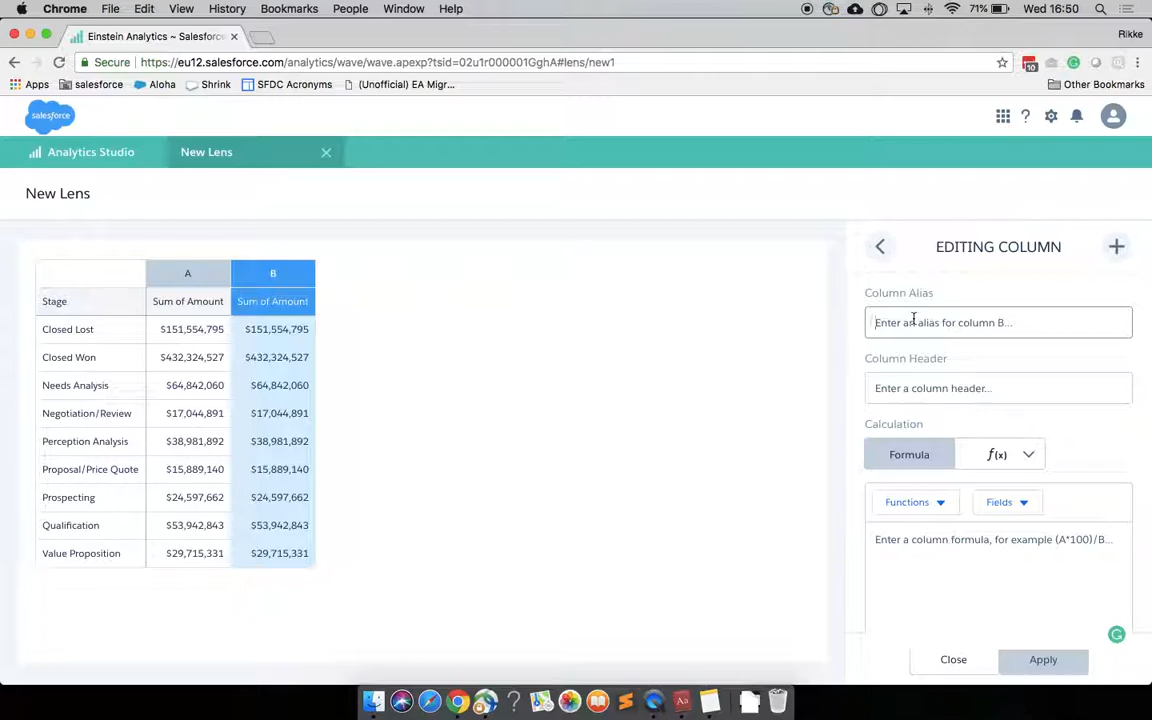 Chrome File Edit View History Bookmarks People Window Help 71% Wed 16:50
Einstein Analytics ~ Salesforce Rikke
Secure https://eu12.salesforce.com/analytics/wave/wave.apexp?tsid=02u1r000001GghA#lens/new1
Apps salesforce Aloha Shrink SFDC Acronyms (Unofficial) EA Migr... 10 Other Bookmarks
salesforce ?
Analytics Studio New Lens
New Lens
EDITING COLUMN
A B
Stage Sum of Amount Sum of Amount
Closed Lost $151,554,795 $151,554,795
Closed Won $432,324,527 $432,324,527
Needs Analysis $64,842,060 $64,842,060
Negotiation/Review $17,044,891 $17,044,891
Perception Analysis $38,981,892 $38,981,892
Proposal/Price Quote $15,889,140 $15,889,140
Prospecting $24,597,662 $24,597,662
Qualification $53,942,843 $53,942,843
Value Proposition $29,715,331 $29,715,331
Column Alias
Enter an alias for column B...
Column Header
Enter a column header...
Calculation
Formula f(x)
Functions Fields
Enter a column formula, for example (A*100)/B...
Close Apply